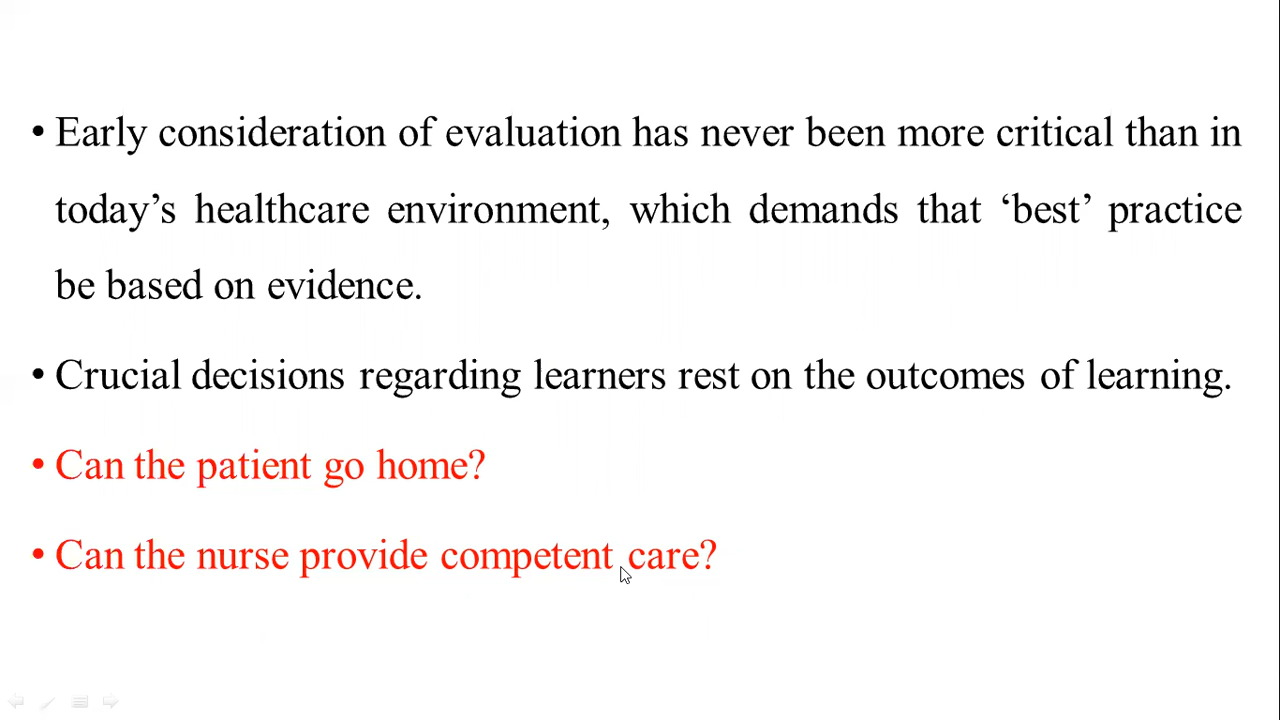 • Early consideration of evaluation has never been more critical than in
today’s healthcare environment, which demands that ‘best’ practice
be based on evidence.
• Crucial decisions regarding learners rest on the outcomes of learning.
• Can the patient go home?
• Can the nurse provide competent care?